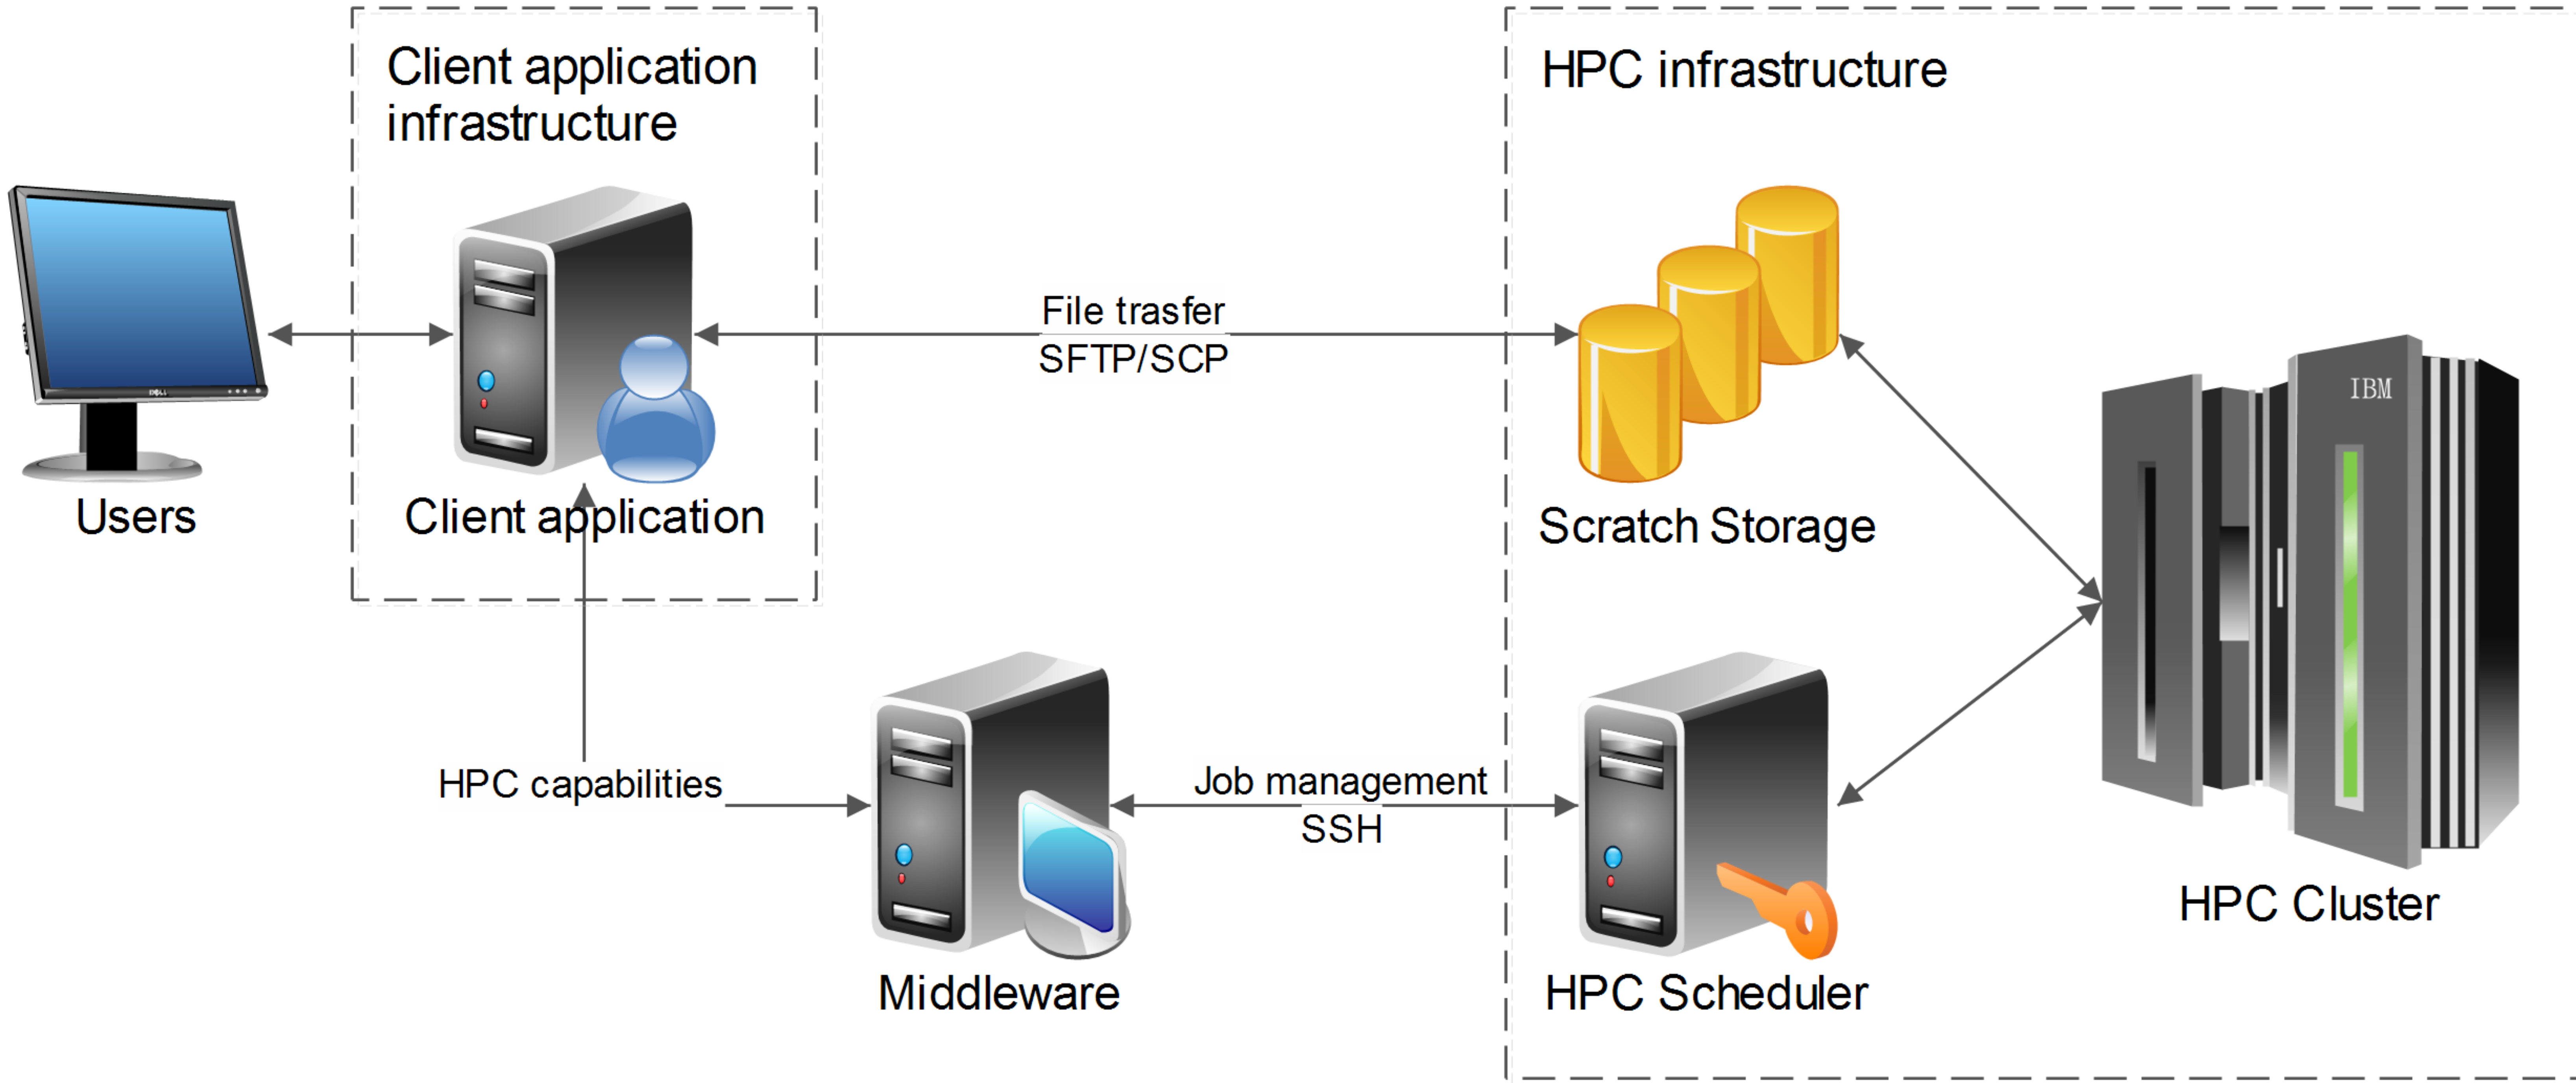 Client application
infrastructure
HPC infrastructure
File trasfer
SFTP/SCP
IBM
DELL
Users
Client application
Scratch Storage
HPC capabilities
Job management
SSH
HPC Cluster
Middleware
HPC Scheduler